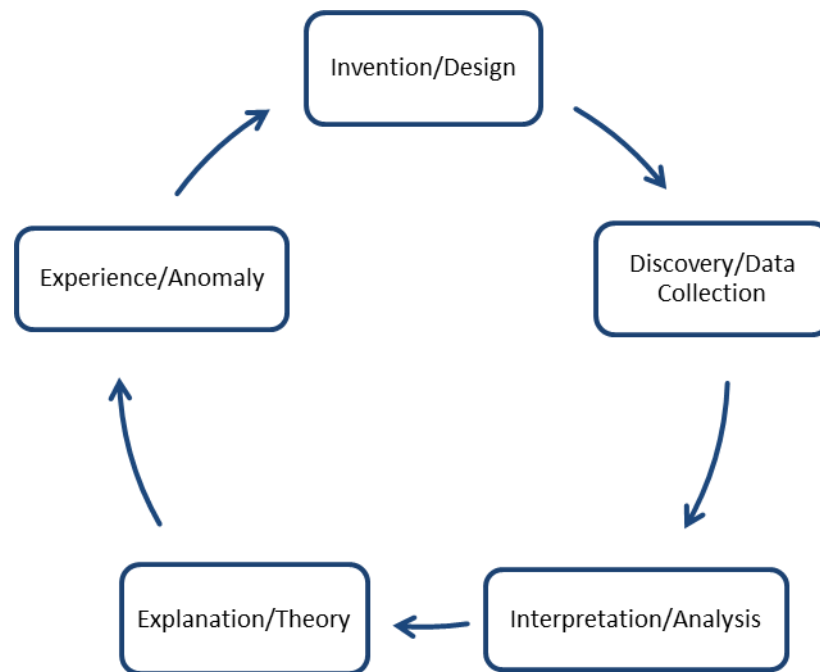 Invention/Design
Discovery/Data
Collection
Interpretation/Analysis
Explanation/Theory
Experience/Anomaly